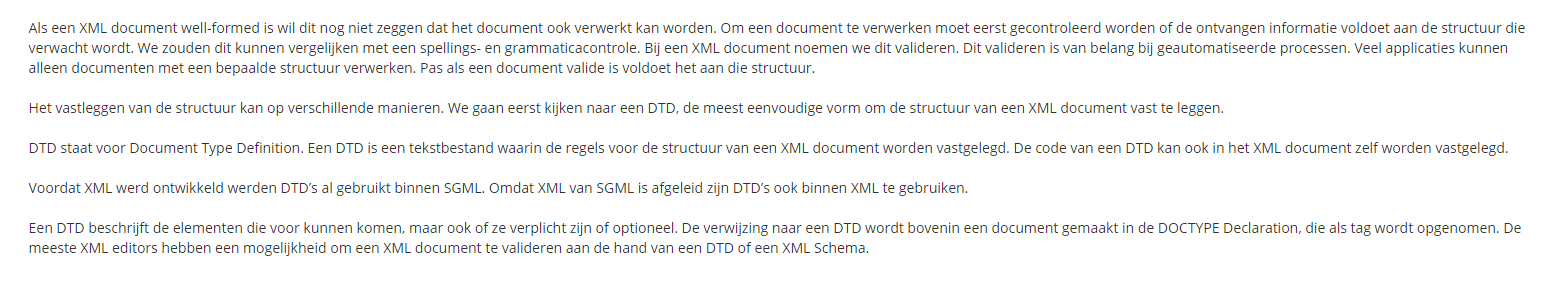 Als een XML document well-formed is wil dit nog niet zeggen dat het document ook verwerkt kan worden. Om een document te verwerken moet eerst gecontroleerd worden of de ontvangen informatie voldoet aan de structuur die
verwacht wordt. We zouden dit kunnen vergelijken met een spellings- en grammaticacontrole. Bij een XML document noemen we dit valideren. Dit valideren is van belang bij geautomatiseerde processen. Veel applicaties kunnen
alleen documenten met een bepaalde structuur verwerken. Pas als een document valide is voldoet het aan die structuur.
Het vastleggen van de structuur kan op verschillende manieren. We gaan eerst kijken naar een DTD, de meest eenvoudige vorm om de structuur van een XML document vast te leggen.
DTD staat voor Document Type Definition. Een DTD is een tekstbestand waarin de regels voor de structuur van een XML document worden vastgelegd. De code van een DTD kan ook in het XML document zelf worden vastgelegd.
Voordat XML werd ontwikkeld werden DTD’s al gebruikt binnen SGML. Omdat XML van SGML is afgeleid zijn DTD’s ook binnen XML te gebruiken.
Een DTD beschrijft de elementen die voor kunnen komen, maar ook of ze verplicht zijn of optioneel. De verwijzing naar een DTD wordt bovenin een document gemaakt in de DOCTYPE Declaration, die als tag wordt opgenomen. De
meeste XML editors hebben een mogelijkheid om een XML document te valideren aan de hand van een DTD of een XML Schema.